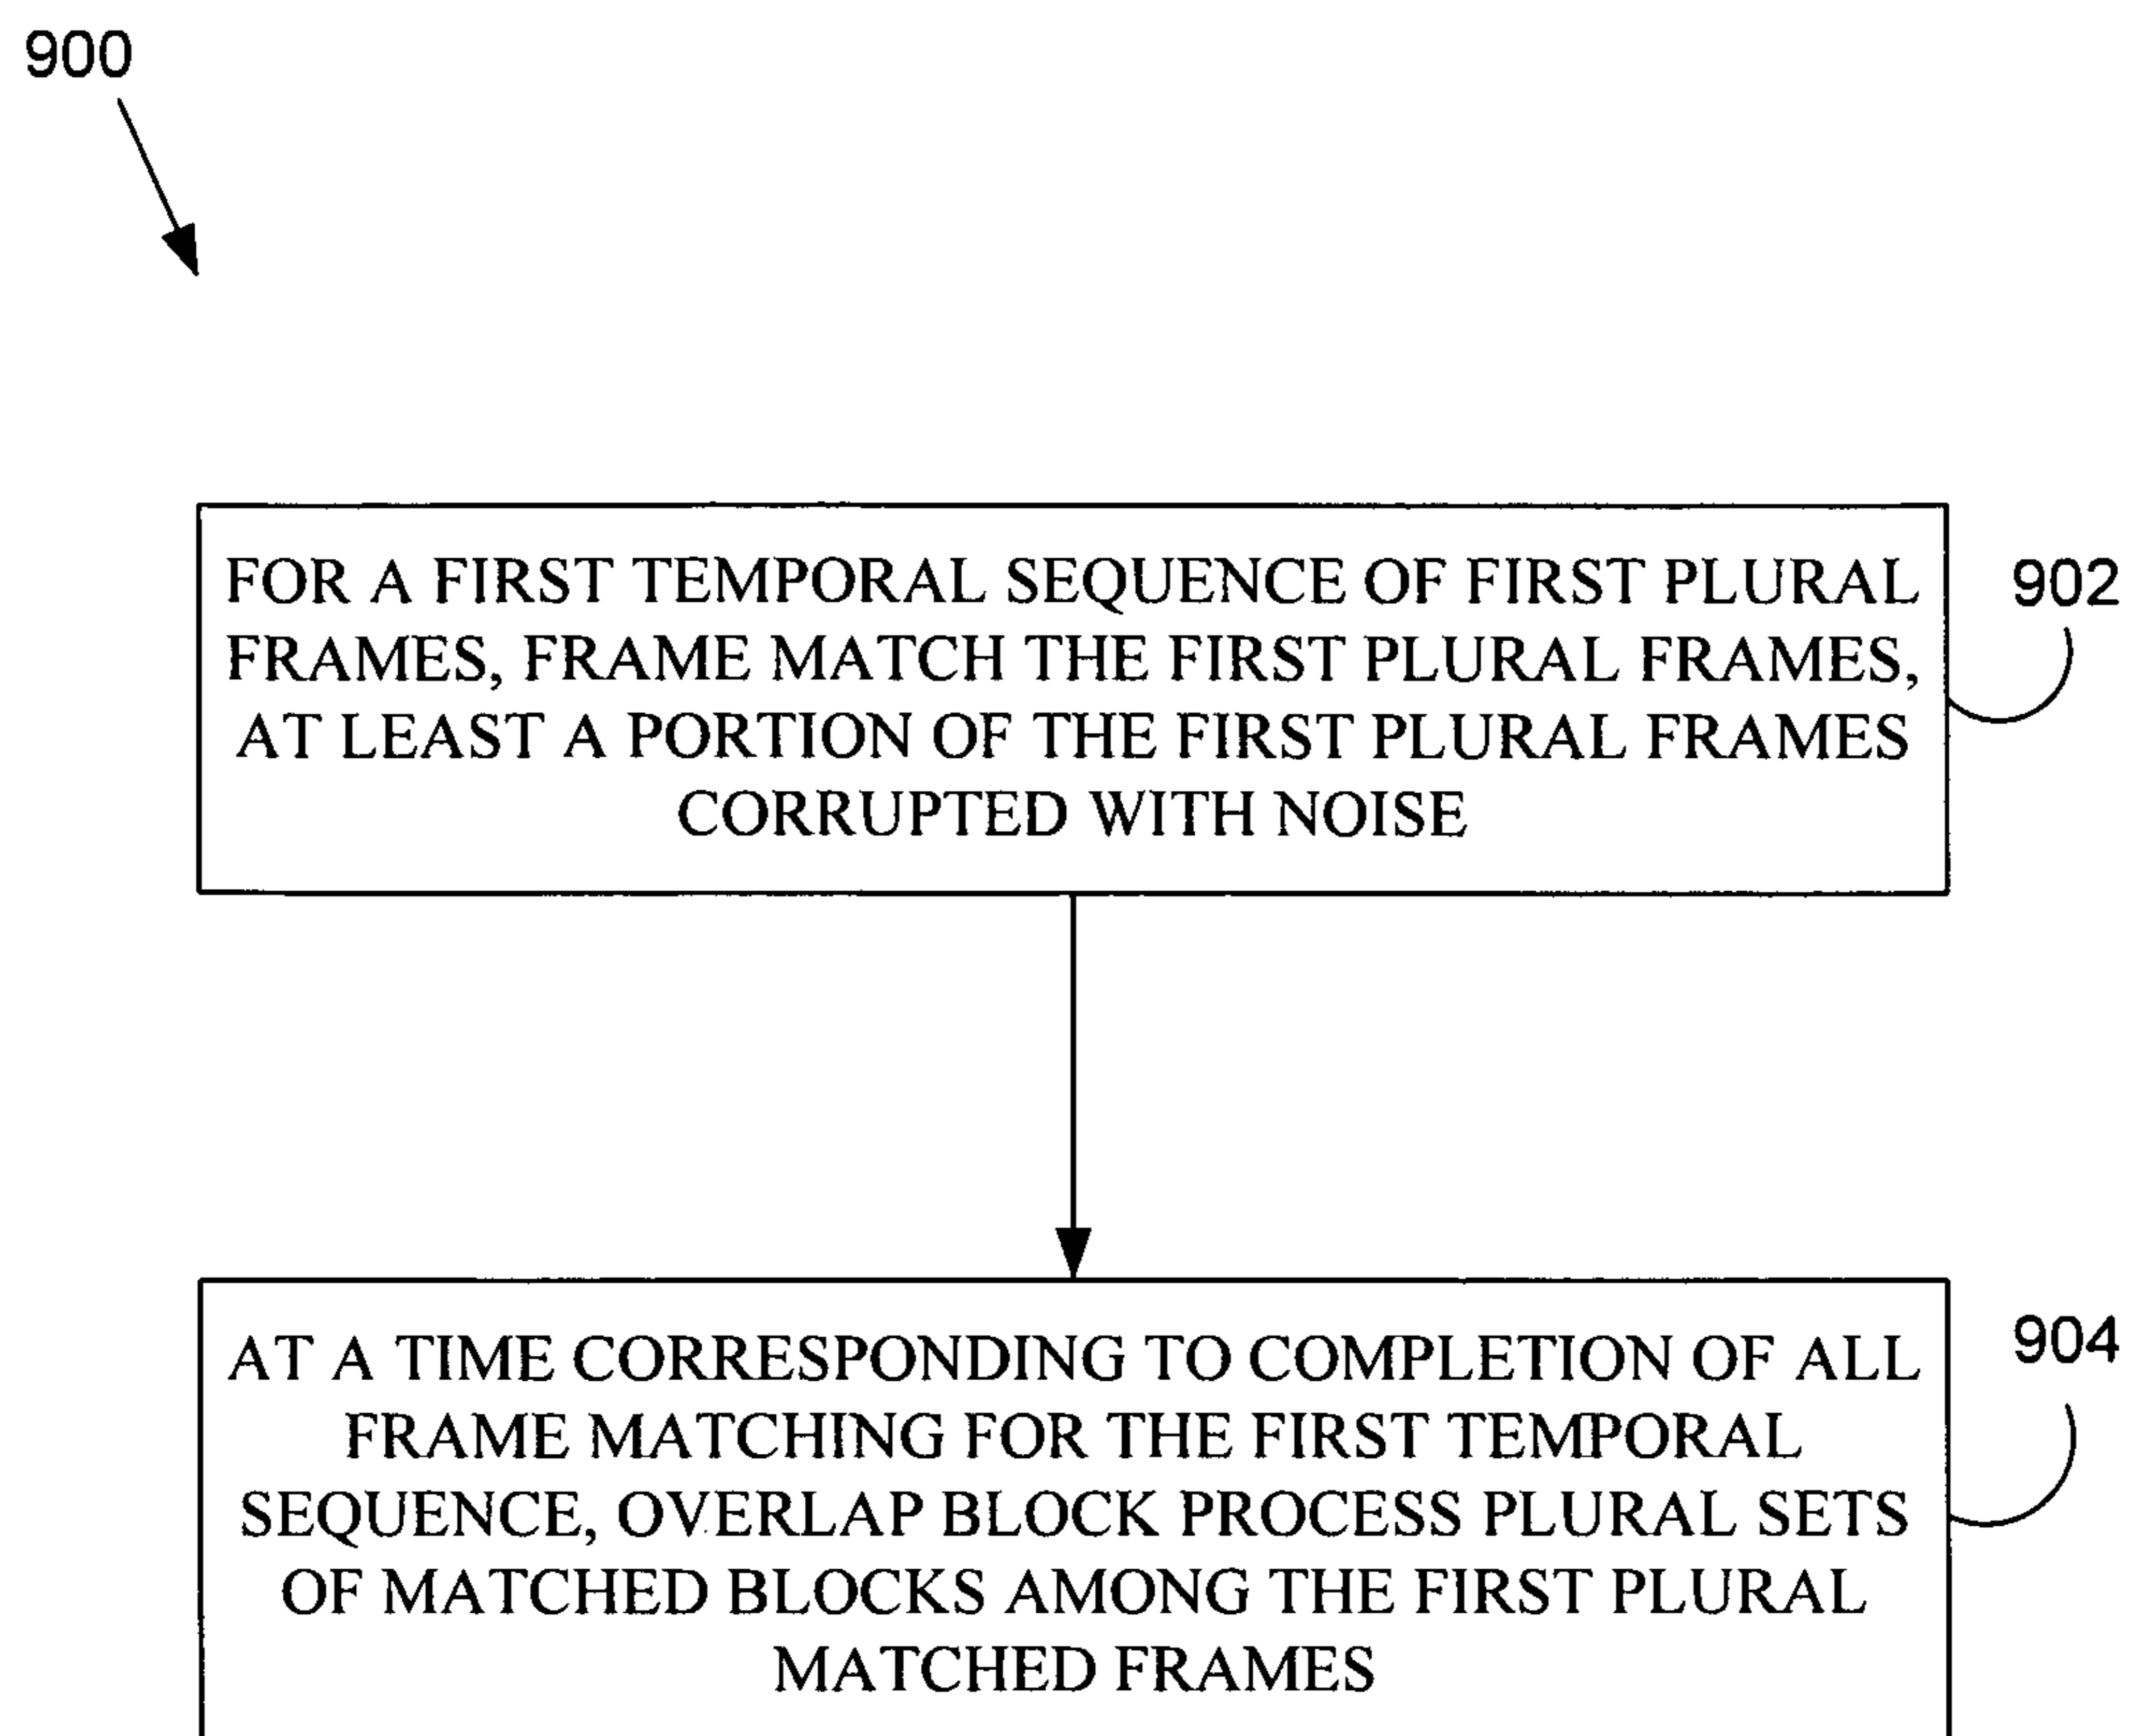 900
FOR A FIRST TEMPORAL SEQUENCE OF FIRST PLURAL
FRAMES, FRAME MATCH THE FIRST PLURAL FRAMES,
AT LEAST A PORTION OF THE FIRST PLURAL FRAMES
CORRUPTED WITH NOISE
902
AT A TIME CORRESPONDING TO COMPLETION OF ALL
FRAME MATCHING FOR THE FIRST TEMPORAL
SEQUENCE, OVERLAP BLOCK PROCESS PLURAL SETS
OF MATCHED BLOCKS AMONG THE FIRST PLURAL
MATCHED FRAMES
904